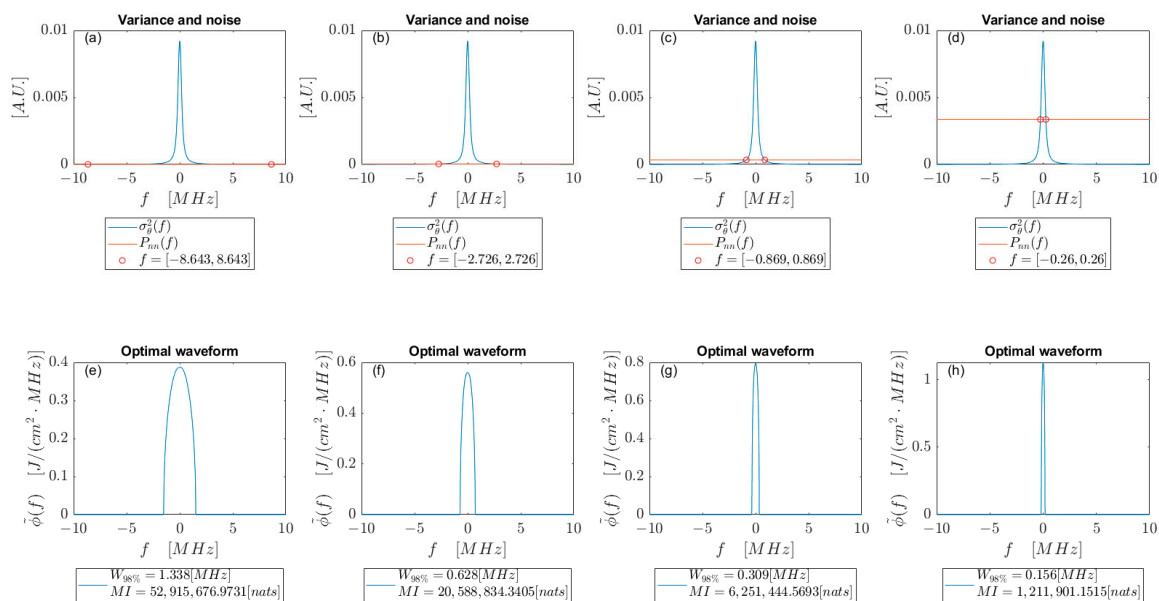 Variance and noise
(a)
0.01
0.005
0
[A.U.]
−10 −5 0 5 10
f [MHz]
σ²_θ(f)
P_nn(f)
f = [−8.643, 8.643]
Variance and noise
(b)
0.01
0.005
0
[A.U.]
−10 −5 0 5 10
f [MHz]
σ²_θ(f)
P_nn(f)
f = [−2.726, 2.726]
Variance and noise
(c)
0.01
0.005
0
[A.U.]
−10 −5 0 5 10
f [MHz]
σ²_θ(f)
P_nn(f)
f = [−0.869, 0.869]
Variance and noise
(d)
0.01
0.005
0
[A.U.]
−10 −5 0 5 10
f [MHz]
σ²_θ(f)
P_nn(f)
f = [−0.26, 0.26]
Optimal waveform
(e)
0.4
0.3
0.2
0.1
0
φ̃(f) [J/(cm² · MHz)]
−10 −5 0 5 10
f [MHz]
W98% = 1.338[MHz]
MI = 52,915,676.9731[nats]
Optimal waveform
(f)
0.6
0.4
0.2
0
φ̃(f) [J/(cm² · MHz)]
−10 −5 0 5 10
f [MHz]
W98% = 0.628[MHz]
MI = 20,588,834.3405[nats]
Optimal waveform
(g)
0.8
0.6
0.4
0.2
0
φ̃(f) [J/(cm² · MHz)]
−10 −5 0 5 10
f [MHz]
W98% = 0.309[MHz]
MI = 6,251,444.5693[nats]
Optimal waveform
(h)
1
0.5
0
φ̃(f) [J/(cm² · MHz)]
−10 −5 0 5 10
f [MHz]
W98% = 0.156[MHz]
MI = 1,211,901.1515[nats]